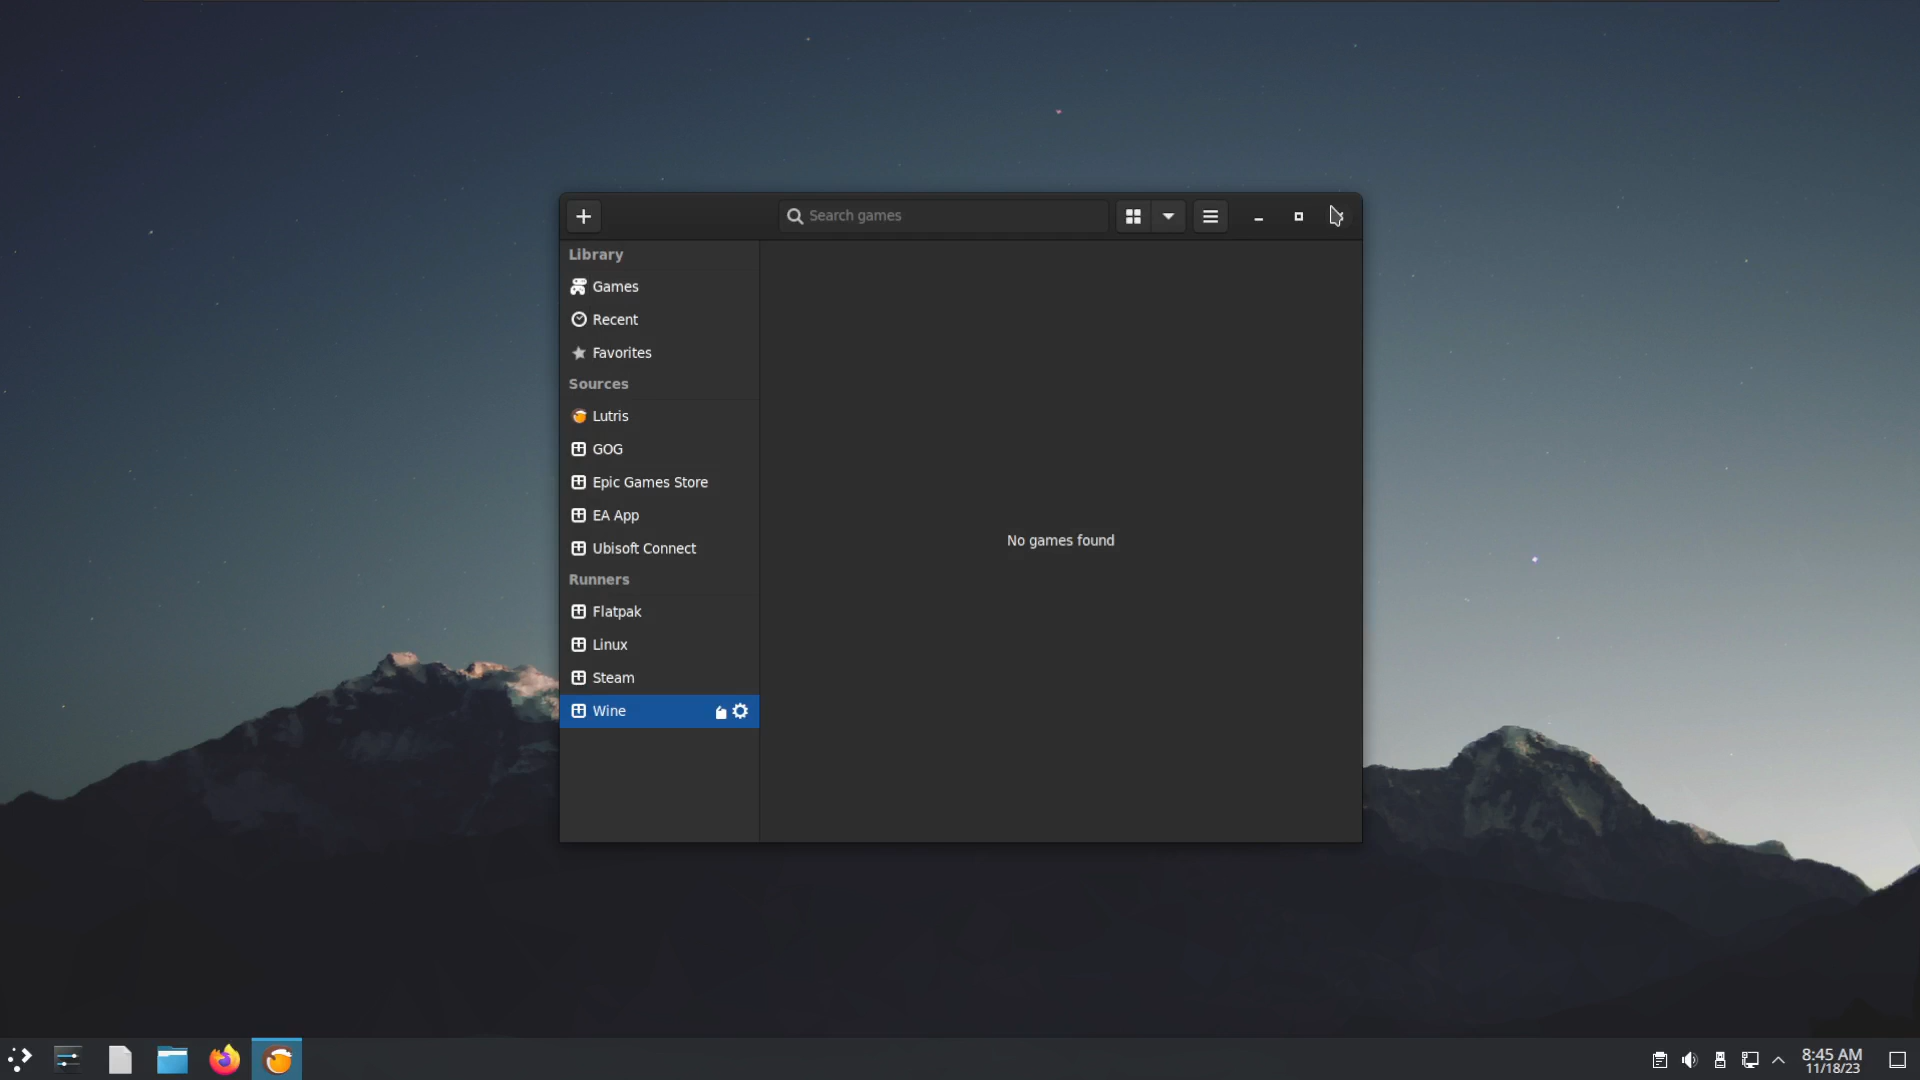 Search games
Library
Games
Recent
Favorites
Sources
Lutris
GOG
Epic Games Store
EA App
Ubisoft Connect
Runners
Flatpak
Linux
Steam
Wine
No games found
8:45 AM
11/18/23